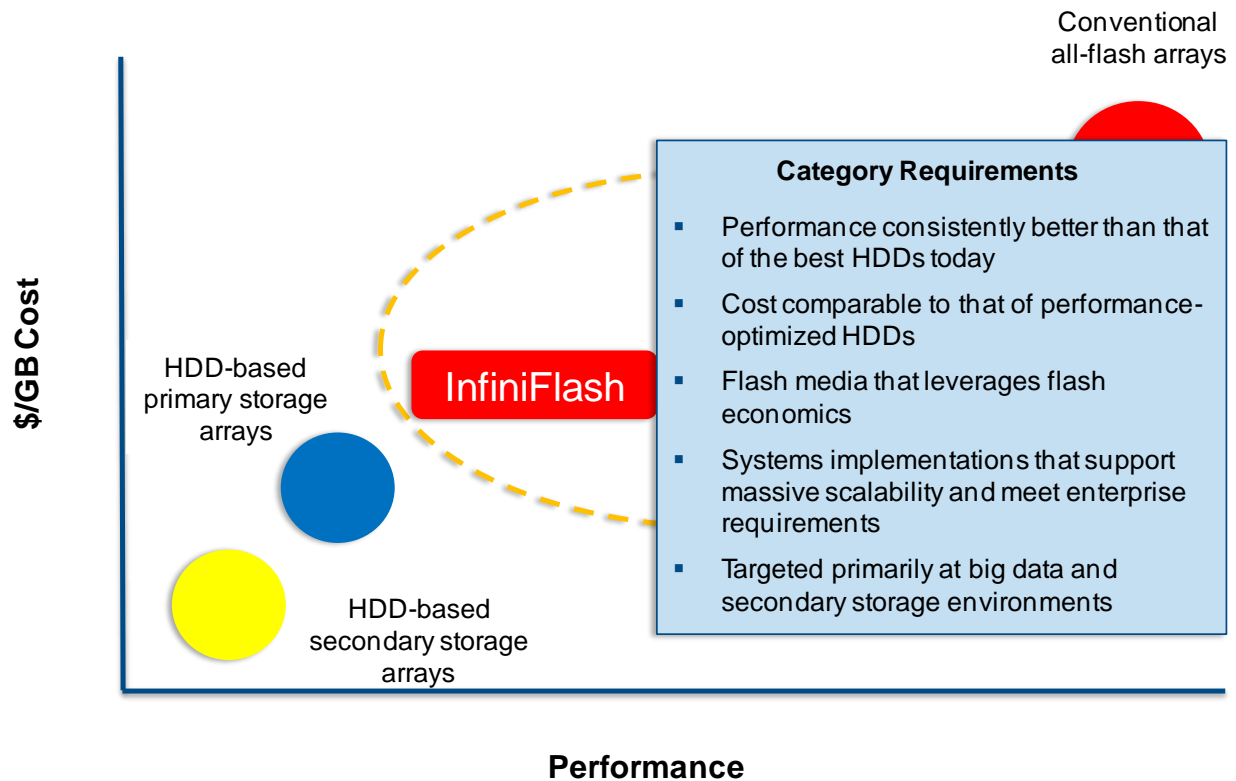 Conventional
all-flash arrays
Category Requirements
▪ Performance consistently better than that
of the best HDDs today
▪ Cost comparable to that of performance-
optimized HDDs
▪ Flash media that leverages flash
economics
▪ Systems implementations that support
massive scalability and meet enterprise
requirements
▪ Targeted primarily at big data and
secondary storage environments
$/GB Cost
InfiniFlash
HDD-based
primary storage
arrays
HDD-based
secondary storage
arrays
Performance